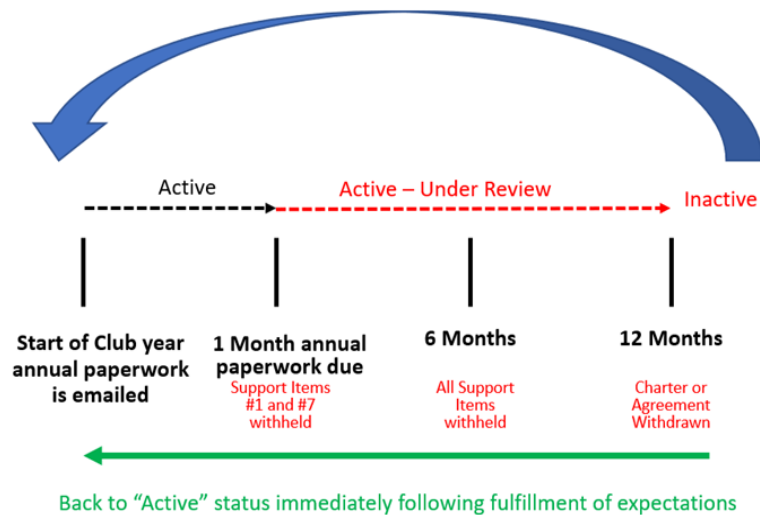 Active
Active – Under Review
Inactive
Start of Club year
annual paperwork
is emailed
1 Month annual
paperwork due
Support Items
#1 and #7
withheld
6 Months
All Support
Items
withheld
12 Months
Charter or
Agreement
Withdrawn
Back to “Active” status immediately following fulfillment of expectations